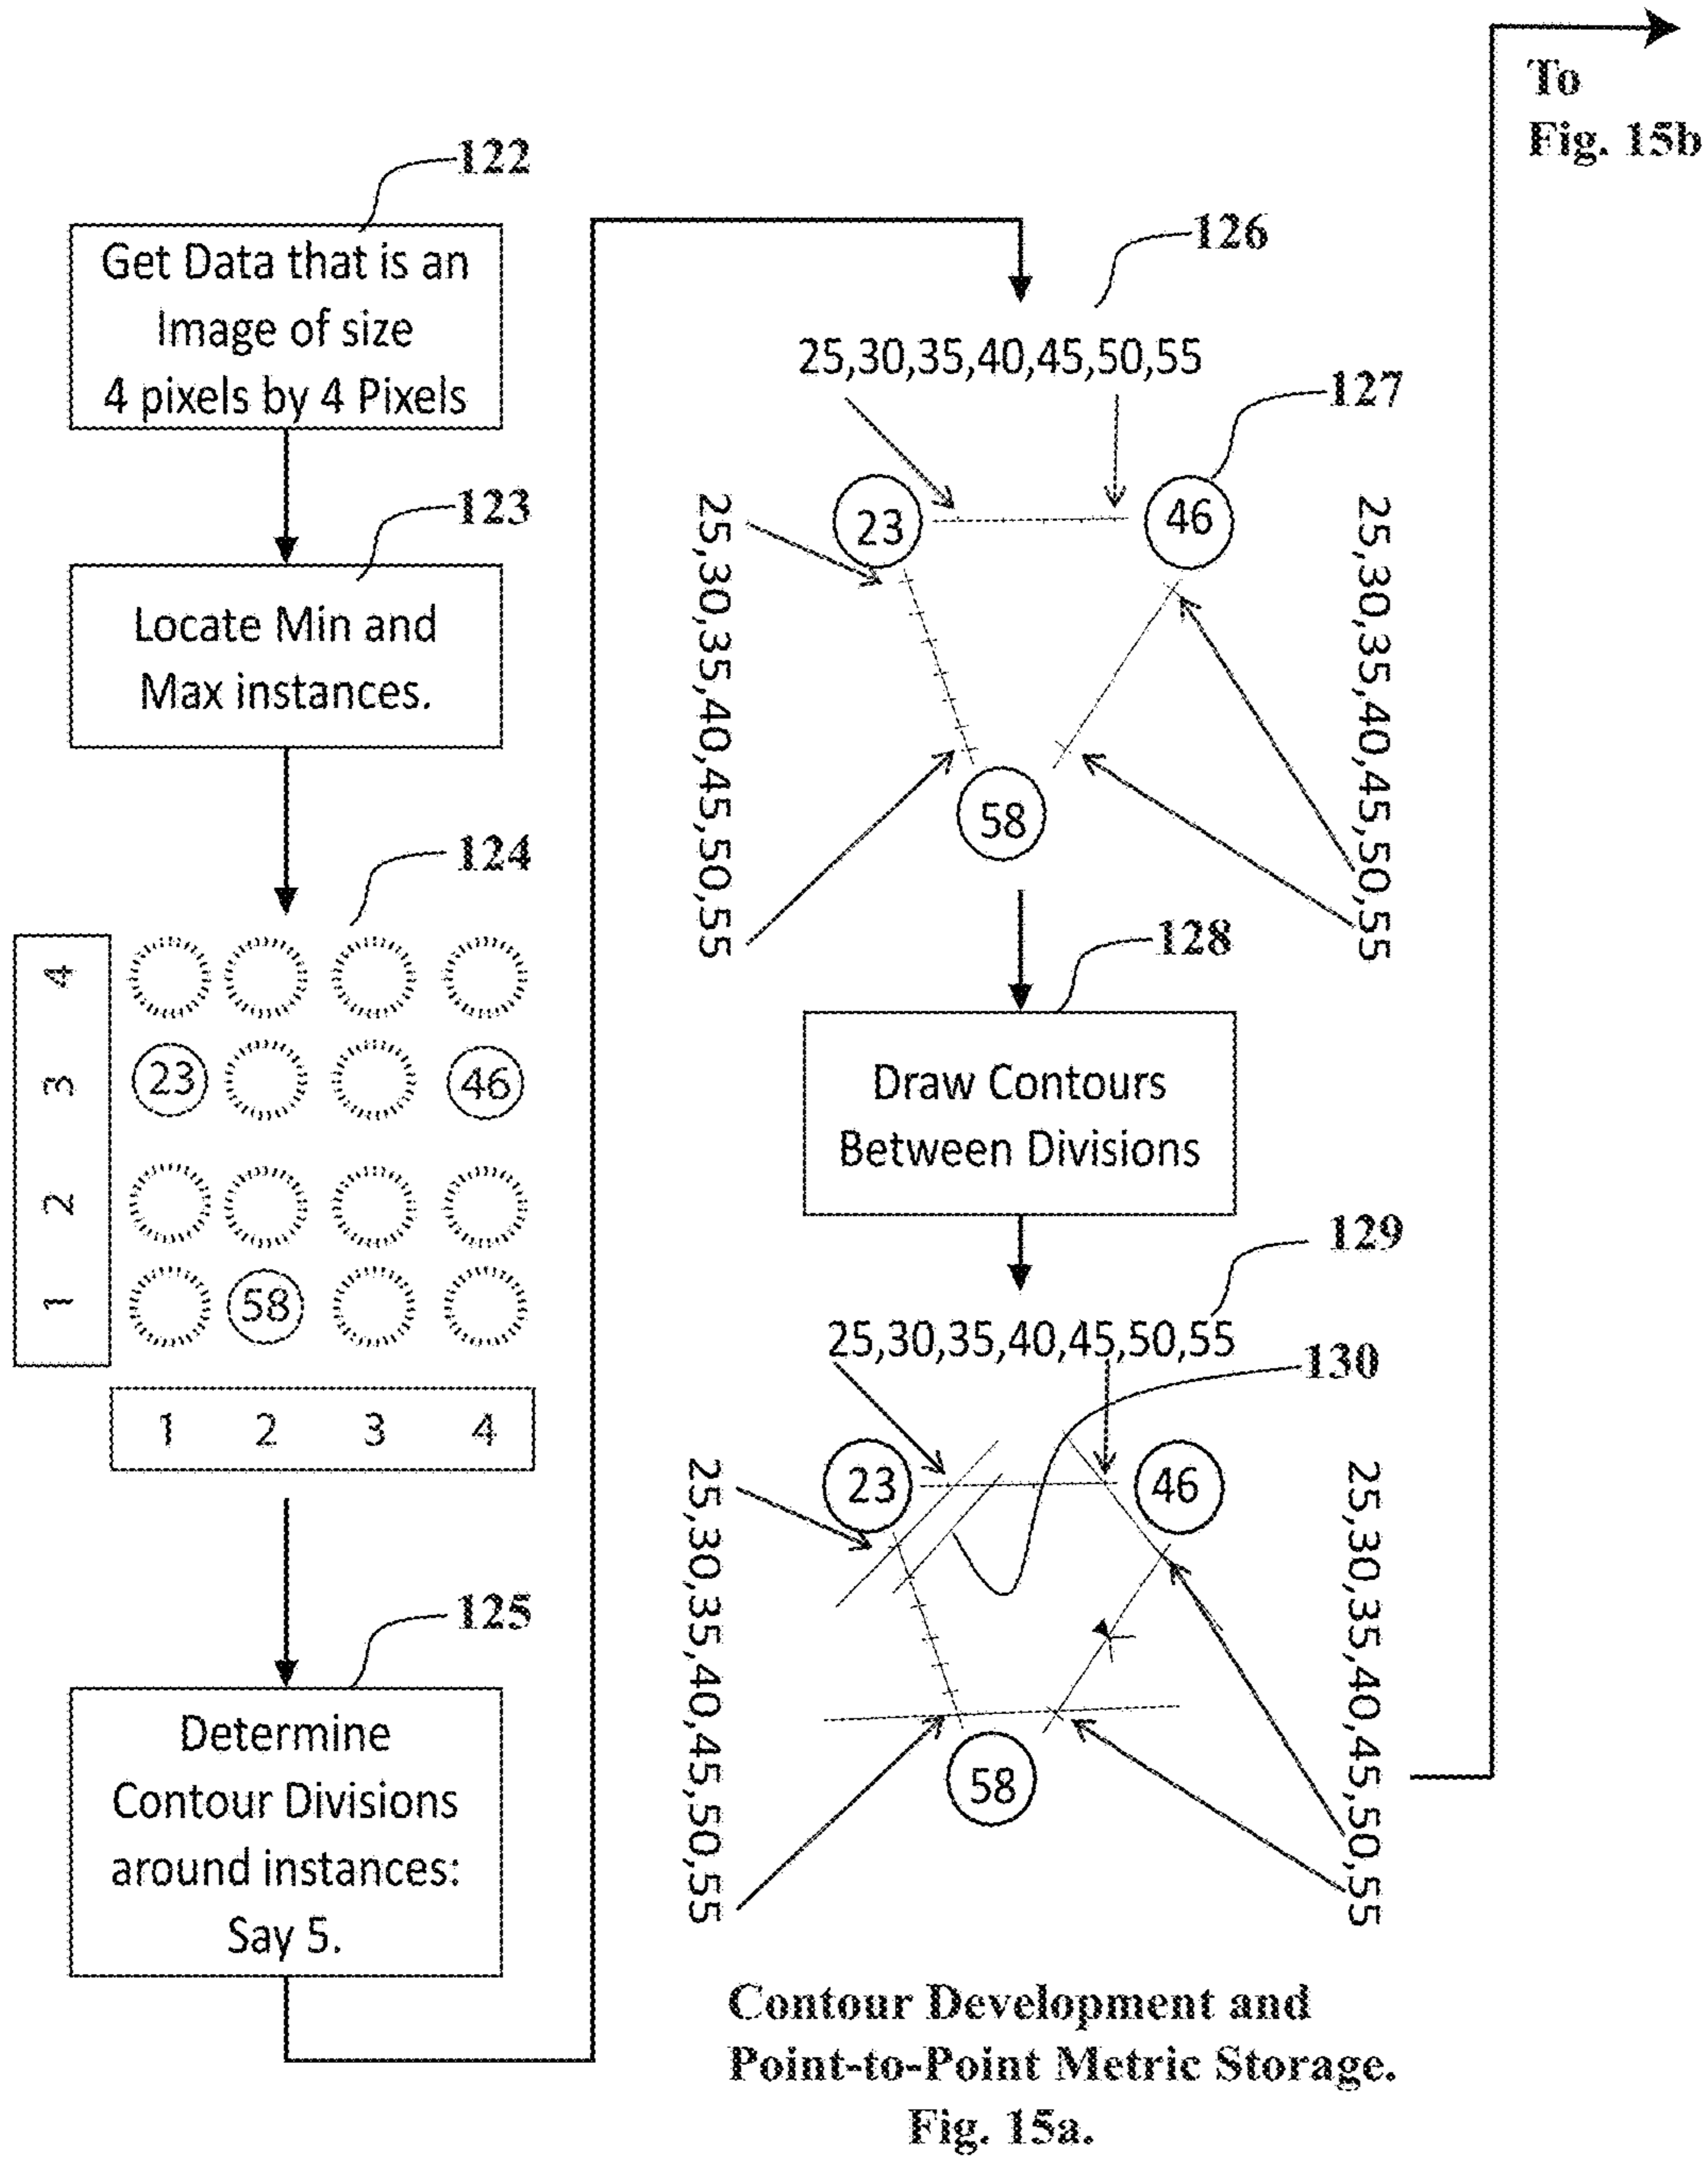 To
Fig. 15b
122
Get Data that is an
Image of size
4 pixels by 4 Pixels
123
Locate Min and
Max instances.
124
4
3
2
1
23
46
58
1 2 3 4
125
Determine
Contour Divisions
around instances:
Say 5.
126
25,30,35,40,45,50,55
127
23
46
58
25,30,35,40,45,50,55
25,30,35,40,45,50,55
128
Draw Contours
Between Divisions
129
25,30,35,40,45,50,55
130
23
46
58
25,30,35,40,45,50,55
25,30,35,40,45,50,55
Contour Development and
Point-to-Point Metric Storage.
Fig. 15a.